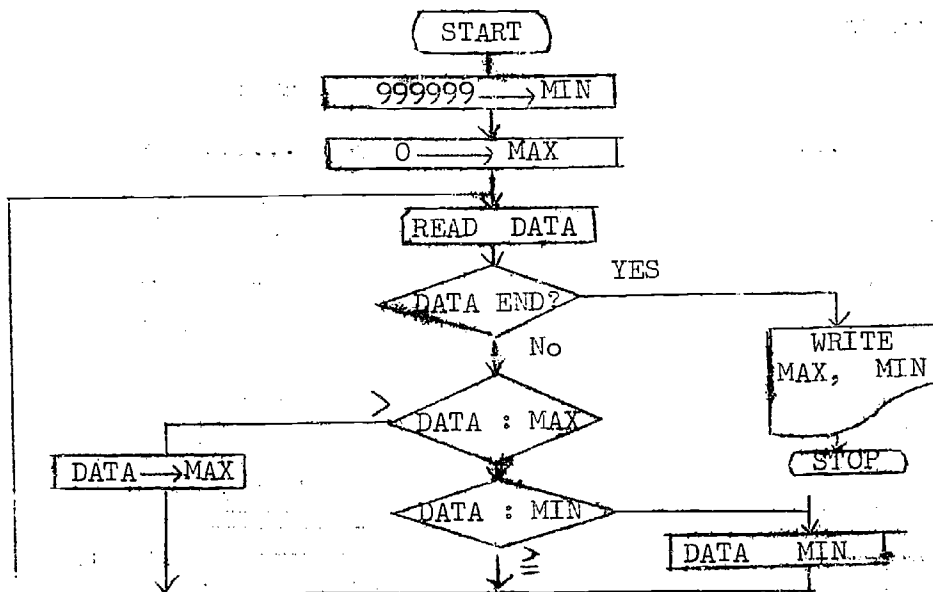 START
999999 → MIN
0 → MAX
READ DATA
DATA END?
YES
No
WRITE
MAX, MIN
STOP
>
DATA : MAX
DATA → MAX
DATA : MIN
≧
DATA MIN